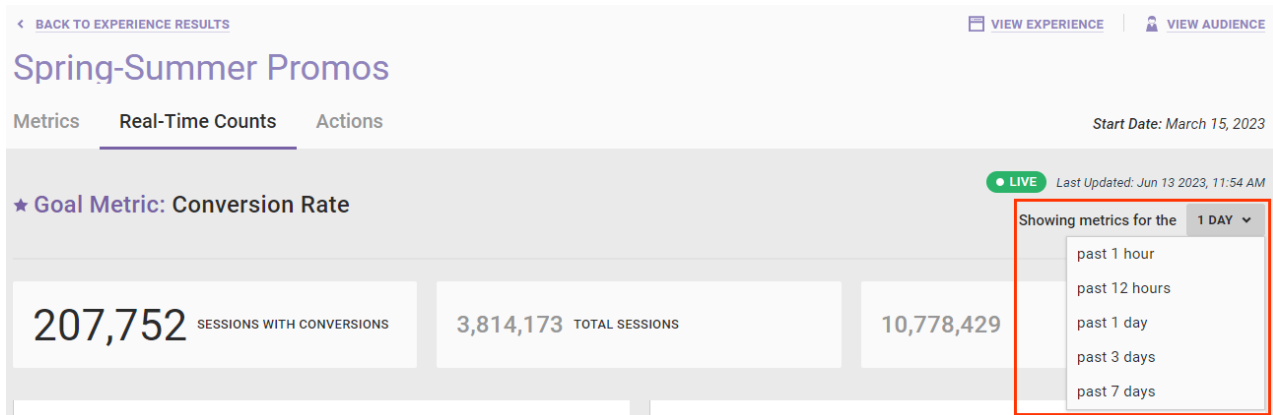 BACK TO EXPERIENCE RESULTS
VIEW EXPERIENCE
VIEW AUDIENCE
Spring-Summer Promos
Metrics Real-Time Counts Actions
Start Date: March 15, 2023
LIVE Last Updated: Jun 13 2023, 11:54 AM
Goal Metric: Conversion Rate
Showing metrics for the 1 DAY
past 1 hour
past 12 hours
past 1 day
past 3 days
past 7 days
207,752 SESSIONS WITH CONVERSIONS
3,814,173 TOTAL SESSIONS
10,778,429